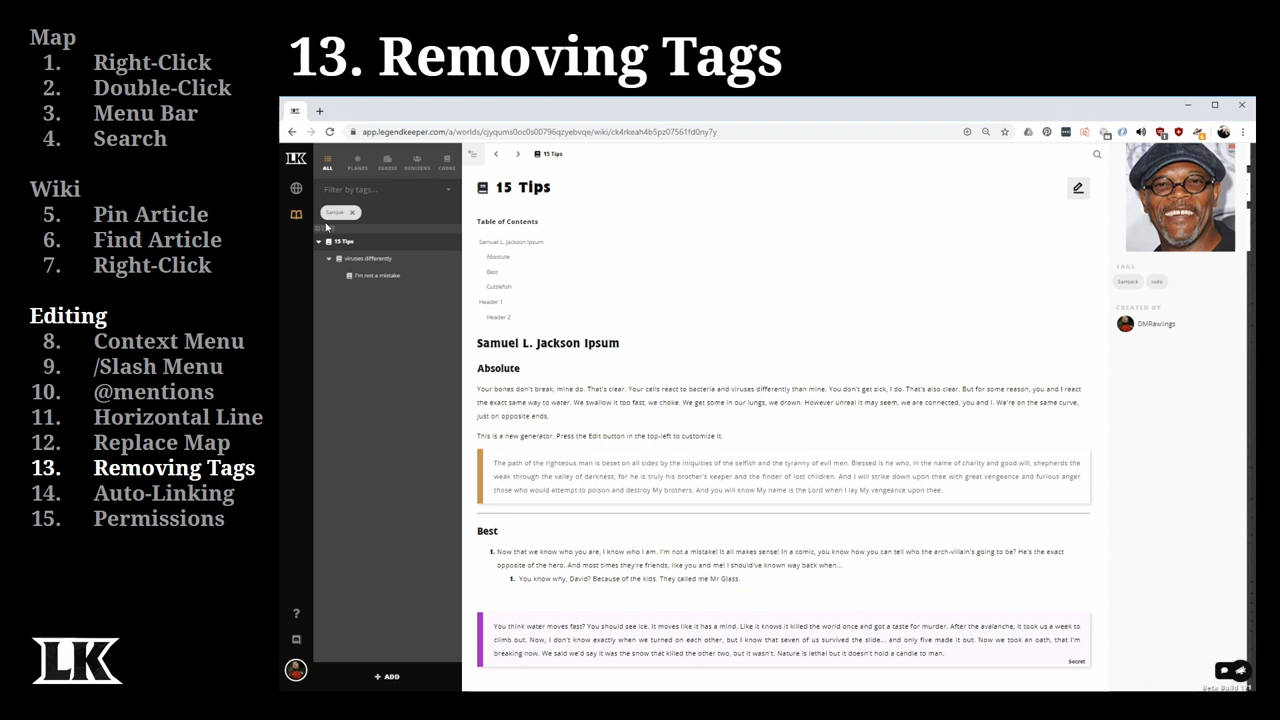 Map
1. Right-Click
2. Double-Click
3. Menu Bar
4. Search
Wiki
5. Pin Article
6. Find Article
7. Right-Click
Editing
8. Context Menu
9. /Slash Menu
10. @mentions
11. Horizontal Line
12. Replace Map
13. Removing Tags
14. Auto-Linking
15. Permissions
LK
13. Removing Tags
app.legendkeeper.com/a/worlds/cjyqums0oc0s00796qzyebvqe/wiki/ck4rkeah4b5pz07561fd0ny7y
LK
ALL
PLANES
DENIZENS
CODEX
15 Tips
Filter by tags...
SamJak
15 Tips
viruses differently
I'm not a mistake
+ ADD
15 Tips
Table of Contents
Samuel L. Jackson Ipsum
Absolute
Best
Cuttlefish
Header 1
Header 2
Samuel L. Jackson Ipsum
Absolute
Your bones don't break, mine do. That's clear. Your cells react to bacteria and viruses differently than mine. You don't get sick, I do. That's also clear. But for some reason, you and I react
the exact same way to water. We swallow it too fast, we choke. We get some in our lungs, we drown. However unreal it may seem, we are connected, you and I. We're on the same curve,
just on opposite ends.
This is a new generator. Press the Edit button in the top-left to customize it.
The path of the righteous man is beset on all sides by the iniquities of the selfish and the tyranny of evil men. Blessed is he who, in the name of charity and good will, shepherds the
weak through the valley of darkness, for he is truly his brother's keeper and the finder of lost children. And I will strike down upon thee with great vengeance and furious anger
those who would attempt to poison and destroy My brothers. And you will know My name is the Lord when I lay My vengeance upon thee.
Best
1. Now that we know who you are, I know who I am. I'm not a mistake! It all makes sense! In a comic, you know how you can tell who the arch-villain's going to be? He's the exact
opposite of the hero. And most times they're friends, like you and me! I should've known way back when...
1. You know why, David? Because of the kids. They called me Mr Glass.
You think water moves fast? You should see ice. It moves like it has a mind. Like it knows it killed the world once and got a taste for murder. After the avalanche, it took us a week to
climb out. Now, I don't know exactly when we turned on each other, but I know that seven of us survived the slide... and only five made it out. Now we took an oath, that I'm
breaking now. We said we'd say it was the snow that killed the other two, but it wasn't. Nature is lethal but it doesn't hold a candle to man.
Secret
TAGS
SamJack
CREATED BY
DMRawlings